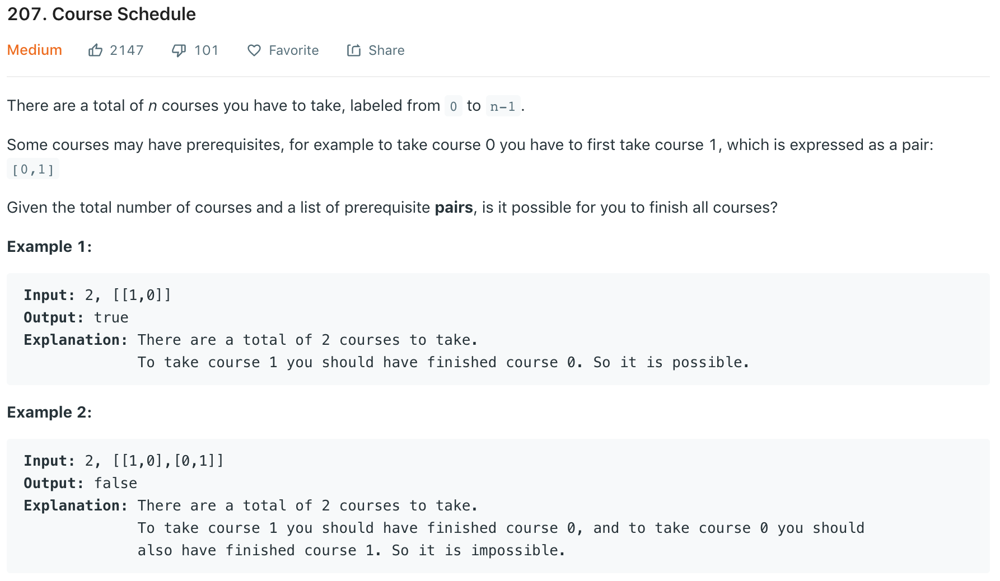 207. Course Schedule
Medium 2147 101 Favorite Share
There are a total of n courses you have to take, labeled from 0 to n-1.
Some courses may have prerequisites, for example to take course 0 you have to first take course 1, which is expressed as a pair:
[0,1]
Given the total number of courses and a list of prerequisite pairs, is it possible for you to finish all courses?
Example 1:
Input: 2, [[1,0]]
Output: true
Explanation: There are a total of 2 courses to take.
To take course 1 you should have finished course 0. So it is possible.
Example 2:
Input: 2, [[1,0],[0,1]]
Output: false
Explanation: There are a total of 2 courses to take.
To take course 1 you should have finished course 0, and to take course 0 you should
also have finished course 1. So it is impossible.